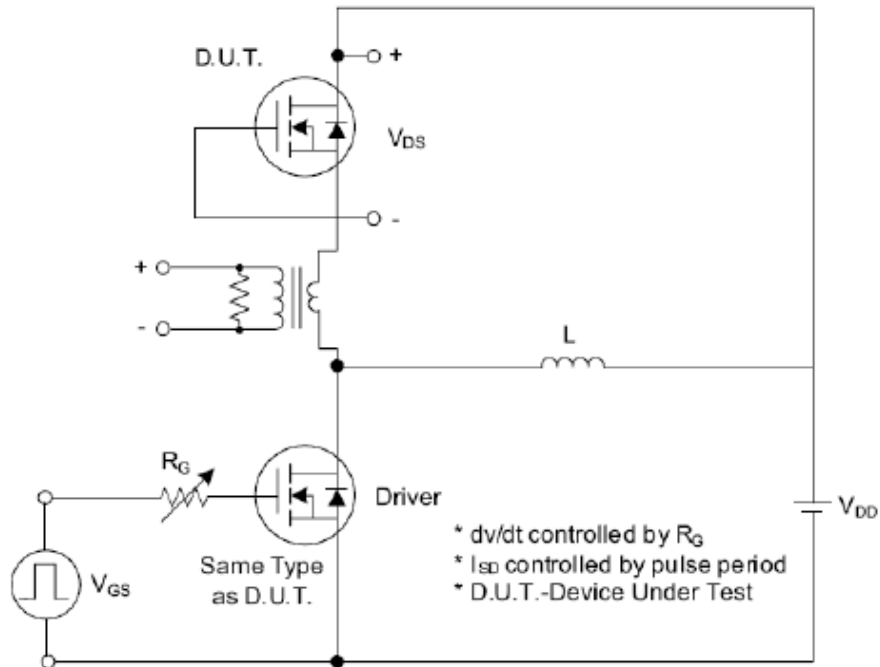 D.U.T.
+
VDS
-
+
-
L
RG
Driver
VDD
VGS
Same Type
as D.U.T.
* dv/dt controlled by RG
* ISD controlled by pulse period
* D.U.T.-Device Under Test